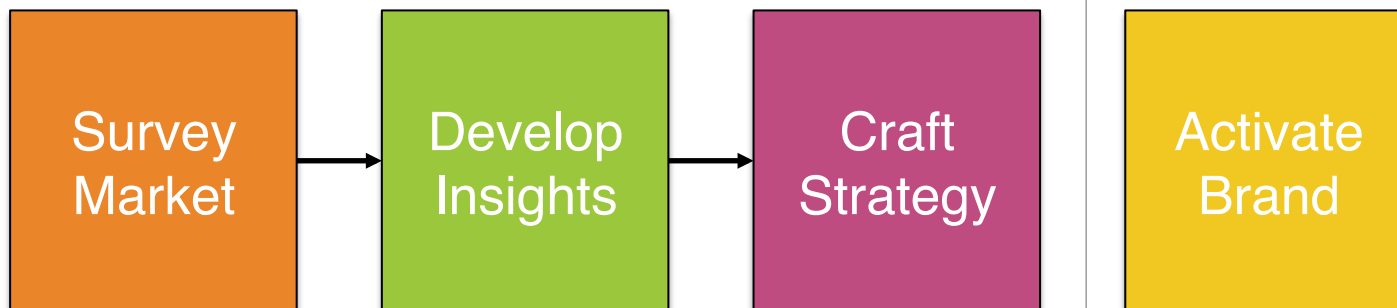 Survey
Market
Develop
Insights
Craft
Strategy
Activate
Brand